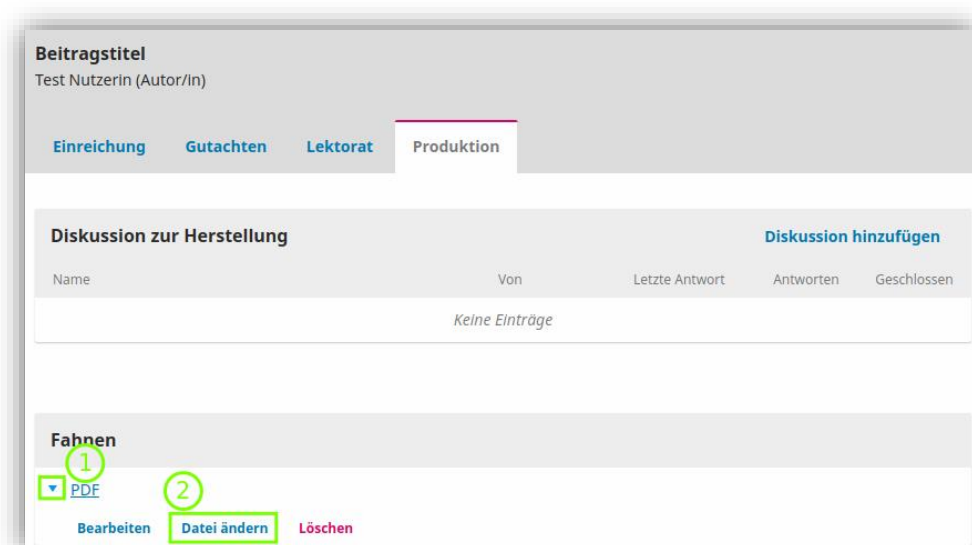 Beitragstitel
Test Nutzerin (Autor/in)
Einreichung Gutachten Lektorat Produktion
Diskussion zur Herstellung Diskussion hinzufügen
Name Von Letzte Antwort Antworten Geschlossen
Keine Einträge
Fahnen
1
PDF
2
Bearbeiten Datei ändern Löschen